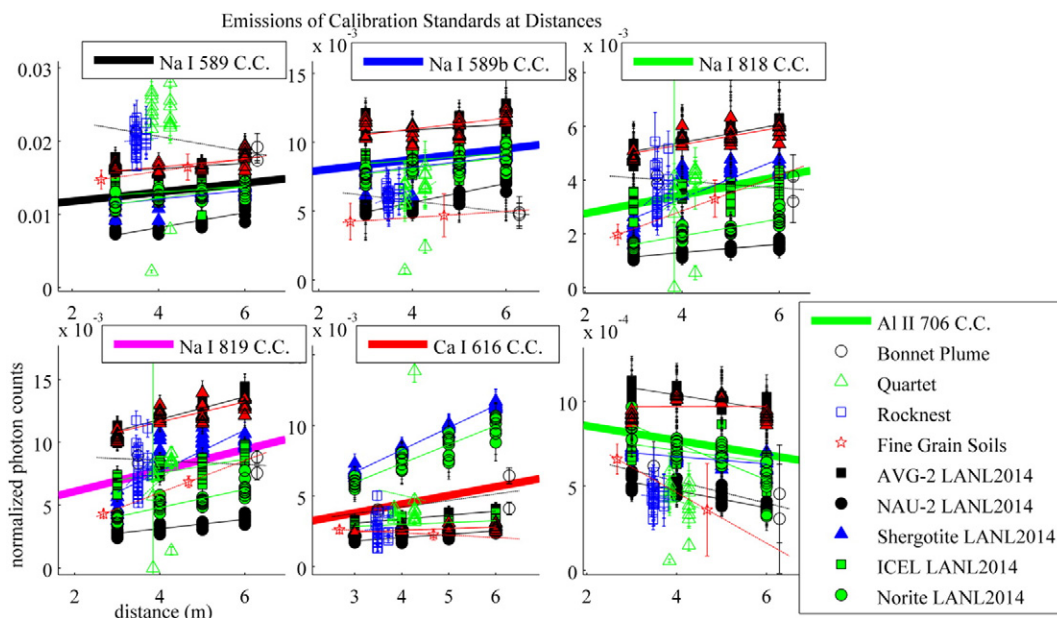 Emissions of Calibration Standards at Distances
x 10⁻³
x 10⁻³
Na I 589 C.C.
Na I 589b C.C.
Na I 818 C.C.
0.03
0.02
0.01
0
10
5
0
8
6
4
2
0
2 4 6
2 4 6
2 4 6
x 10⁻³
x 10⁻³
x 10⁻⁴
Na I 819 C.C.
Ca I 616 C.C.
Al II 706 C.C.
Bonnet Plume
Quartet
Rocknest
Fine Grain Soils
AVG-2 LANL2014
NAU-2 LANL2014
Shergotite LANL2014
ICEL LANL2014
Norite LANL2014
normalized photon counts
15
10
5
0
10
5
0
10
5
0
2 4 6
3 4 5 6
2 4 6
distance (m)